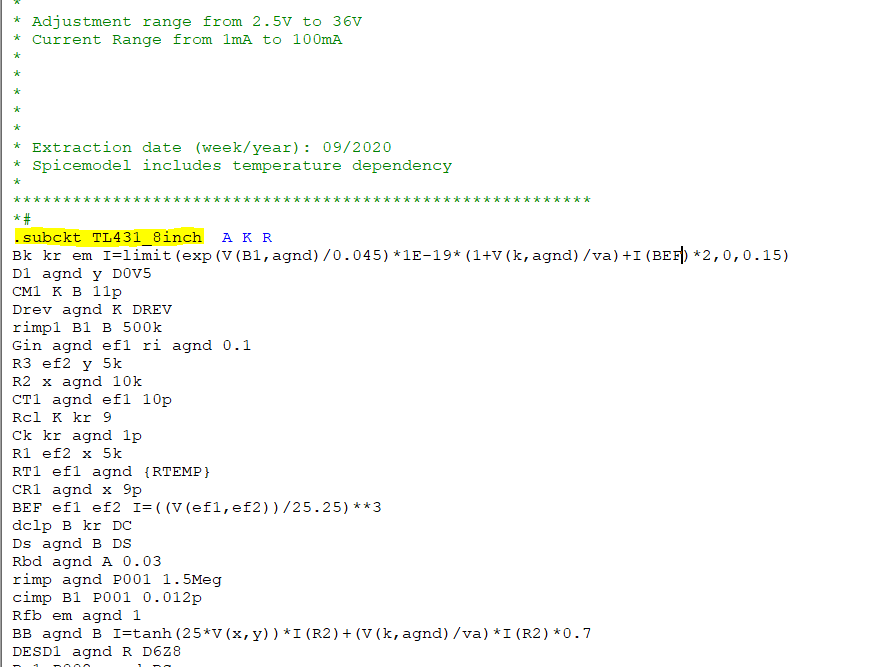 *
* Adjustment range from 2.5V to 36V
* Current Range from 1mA to 100mA
*
*
*
*
*
* Extraction date (week/year): 09/2020
* Spicemodel includes temperature dependency
*
**********************************************************
*#
.subckt TL431_8inch  A K R
Bk kr em I=limit(exp(V(B1,agnd)/0.045)*1E-19*(1+V(k,agnd)/va)+I(BEF)*2,0,0.15)
D1 agnd y D0V5
CM1 K B 11p
Drev agnd K DREV
rimp1 B1 B 500k
Gin agnd ef1 ri agnd 0.1
R3 ef2 y 5k
R2 x agnd 10k
CT1 agnd ef1 10p
Rcl K kr 9
Ck kr agnd 1p
R1 ef2 x 5k
RT1 ef1 agnd {RTEMP}
CR1 agnd x 9p
BEF ef1 ef2 I=((V(ef1,ef2))/25.25)**3
dclp B kr DC
Ds agnd B DS
Rbd agnd A 0.03
rimp agnd P001 1.5Meg
cimp B1 P001 0.012p
Rfb em agnd 1
BB agnd B I=tanh(25*V(x,y))*I(R2)+(V(k,agnd)/va)*I(R2)*0.7
DESD1 agnd R D6Z8